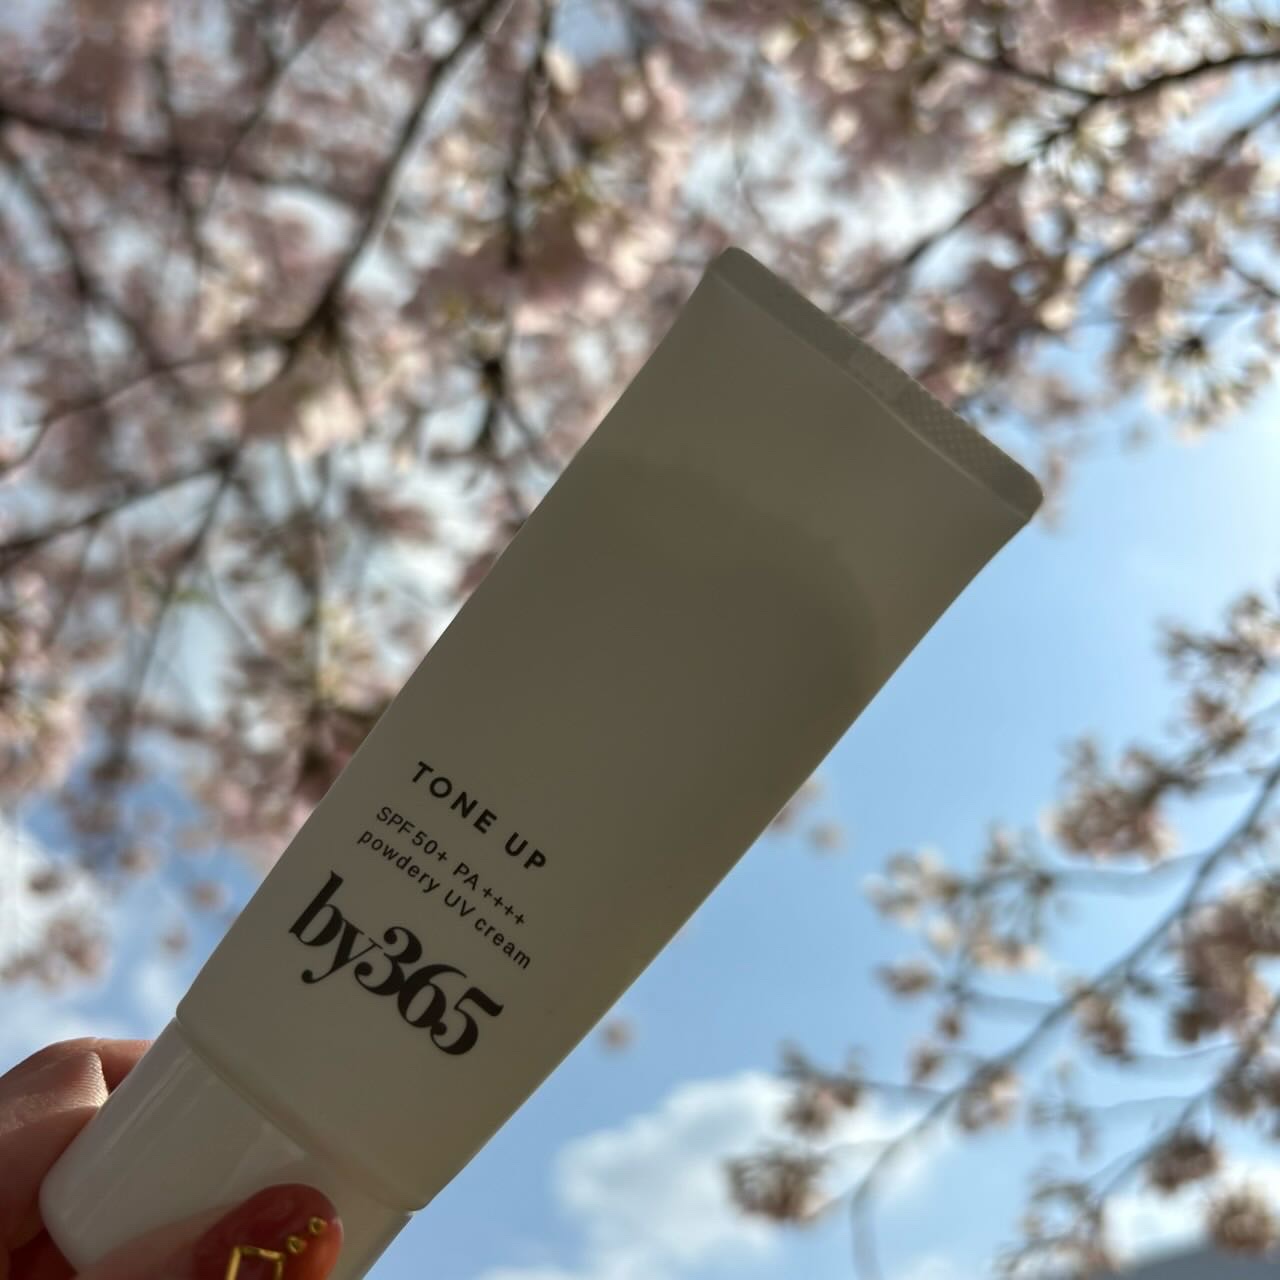 TONE UP
SPF50+ PA++++
powdery UV cream
by365